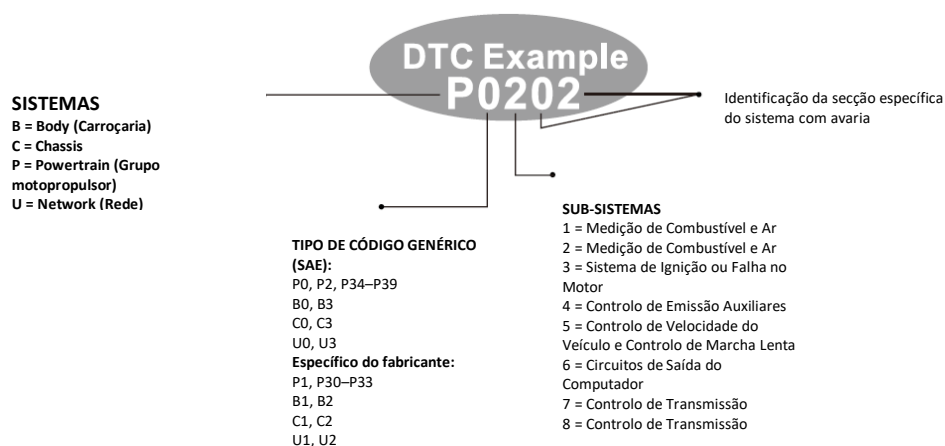 DTC Example
P0202
SISTEMAS
B = Body (Carroçaria)
C = Chassis
P = Powertrain (Grupo
motopropulsor)
U = Network (Rede)
Identificação da secção específica
do sistema com avaria
TIPO DE CÓDIGO GENÉRICO
(SAE):
P0, P2, P34–P39
B0, B3
C0, C3
U0, U3
Específico do fabricante:
P1, P30–P33
B1, B2
C1, C2
U1, U2
SUB-SISTEMAS
1 = Medição de Combustível e Ar
2 = Medição de Combustível e Ar
3 = Sistema de Ignição ou Falha no
Motor
4 = Controlo de Emissão Auxiliares
5 = Controlo de Velocidade do
Veículo e Controlo de Marcha Lenta
6 = Circuitos de Saída do
Computador
7 = Controlo de Transmissão
8 = Controlo de Transmissão